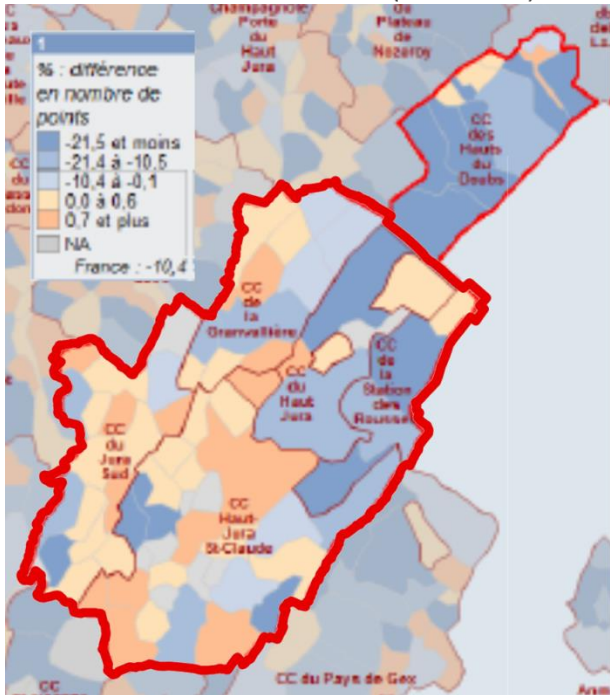 Champagnole
Porte
du
Haut
Jura
de
Plateau
de
Nozeroy
1
% : différence
en nombre de
points
-21,5 et moins
-21,4 à -10,5
-10,4 à -0,1
0,0 à 0,6
0,7 et plus
NA
France : -10,4
CC
des
Hauts
du
Doubs
CC
de
la
Grandvallière
CC
du
Haut
Jura
CC
de
la
Station
des
Rousses
CC
du
Jura
Sud
CC
Haut-
Jura
St-Claude
CC du Pays de Gex
CC